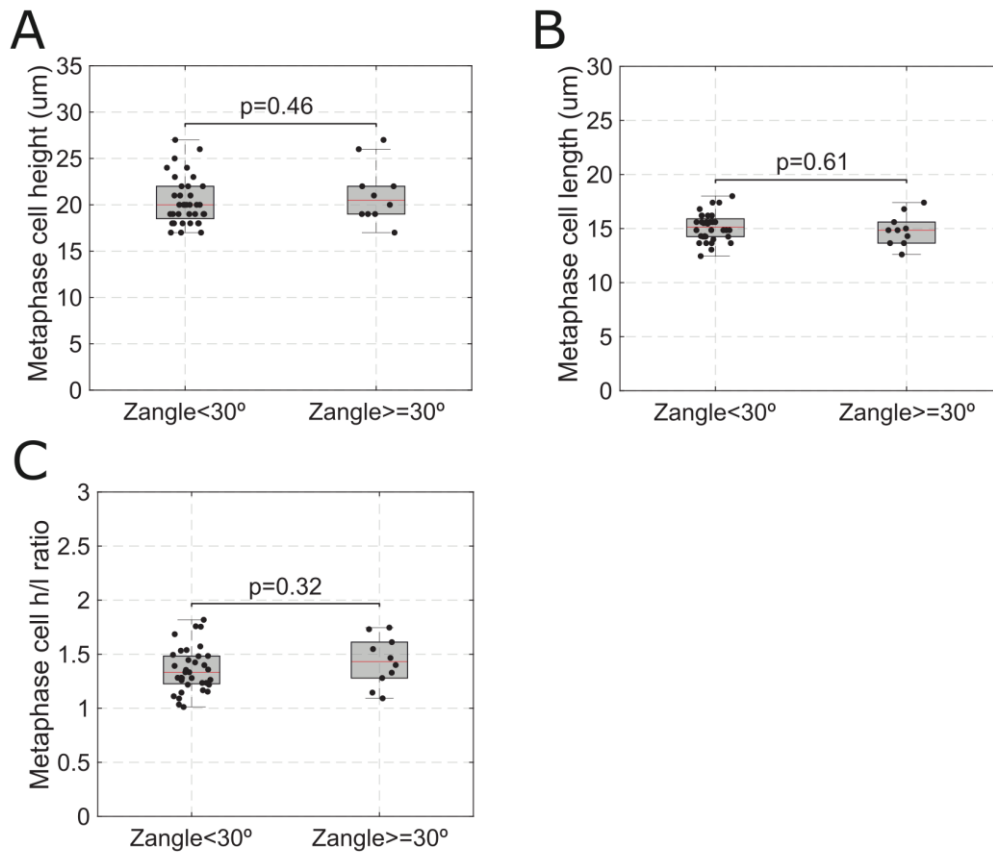 A
Metaphase cell height (um)
35
30
25
20
15
10
5
0
p=0.46
Zangle<30º
Zangle>=30º
B
Metaphase cell length (um)
30
25
20
15
10
5
0
p=0.61
Zangle<30º
Zangle>=30º
C
Metaphase cell h/l ratio
3
2.5
2
1.5
1
0.5
0
p=0.32
Zangle<30º
Zangle>=30º